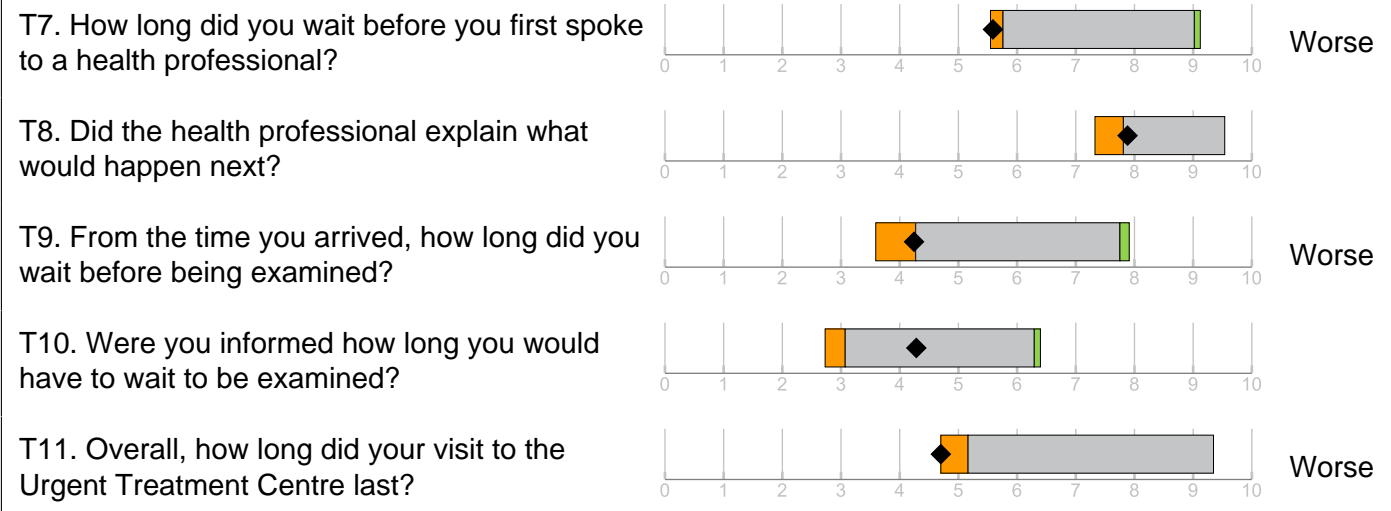 T7. How long did you wait before you first spoke
to a health professional?
0 1 2 3 4 5 6 7 8 9 10
Worse
T8. Did the health professional explain what
would happen next?
0 1 2 3 4 5 6 7 8 9 10
T9. From the time you arrived, how long did you
wait before being examined?
0 1 2 3 4 5 6 7 8 9 10
Worse
T10. Were you informed how long you would
have to wait to be examined?
0 1 2 3 4 5 6 7 8 9 10
T11. Overall, how long did your visit to the
Urgent Treatment Centre last?
0 1 2 3 4 5 6 7 8 9 10
Worse